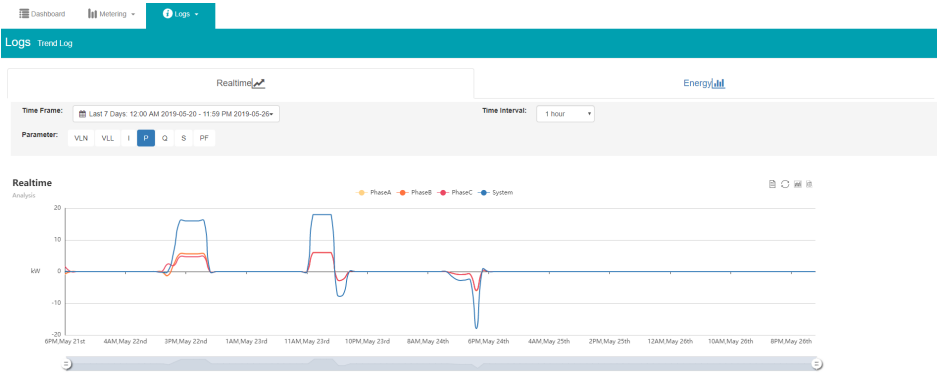 Dashboard Metering Logs
Logs Trend Log
Realtime Energy
Time Frame: Last 7 Days: 12:00 AM 2019-05-20 - 11:59 PM 2019-05-26 Time Interval: 1 hour
Parameter: VLN VLL I P Q S PF
Realtime
Analysis
PhaseA PhaseB PhaseC System
20
10
kW 0
-10
-20
6PM,May 21st 4AM,May 22nd 3PM,May 22nd 1AM,May 23rd 11AM,May 23rd 10PM,May 23rd 8AM,May 24th 6PM,May 24th 4AM,May 25th 2PM,May 25th 12AM,May 26th 10AM,May 26th 8PM,May 26th